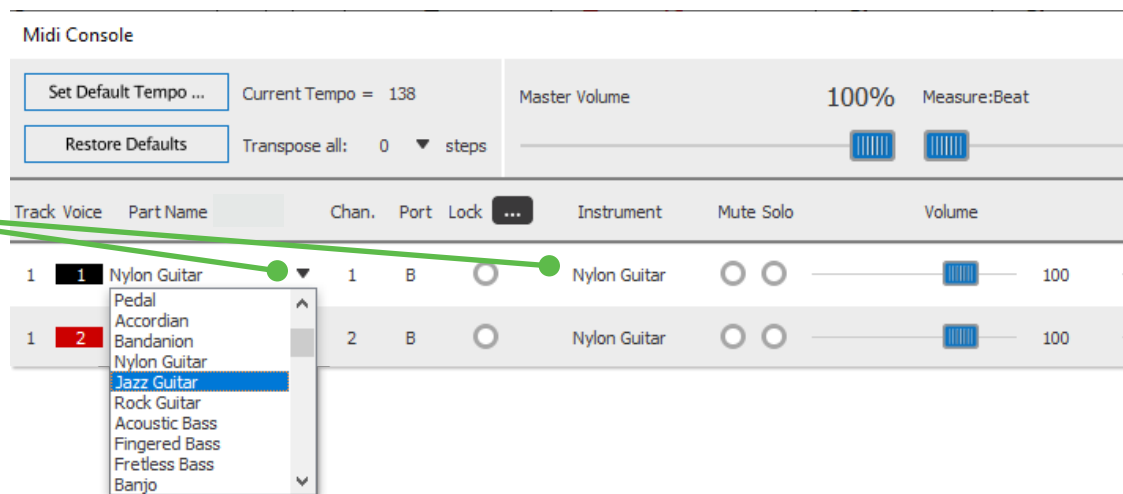 Midi Console
Set Default Tempo ... Current Tempo = 138 Master Volume 100% Measure:Beat
Restore Defaults Transpose all: 0 steps
Track Voice Part Name Chan. Port Lock ... Instrument Mute Solo Volume
1 1 Nylon Guitar 1 B Nylon Guitar 100
Pedal
Accordian
1 2 Bandanion 2 B Nylon Guitar 100
Nylon Guitar
Jazz Guitar
Rock Guitar
Acoustic Bass
Fingered Bass
Fretless Bass
Banjo